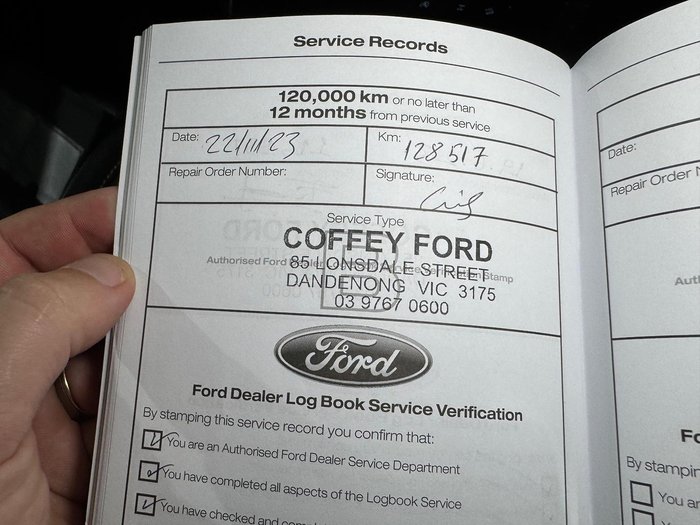 Service Records
120,000 km or no later than
12 months from previous service
Date: 22/11/23
Km: 128517
Repair Order Number:
Signature:
Service Type
COFFEY FORD
85 LONSDALE STREET
Authorised Ford Dealer Stamp
DANDENONG VIC 3175
03 9767 0600
Ford
Ford Dealer Log Book Service Verification
By stamping this service record you confirm that:
You are an Authorised Ford Dealer Service Department
You have completed all aspects of the Logbook Service
You have checked and
Date:
Repair Order
By
You